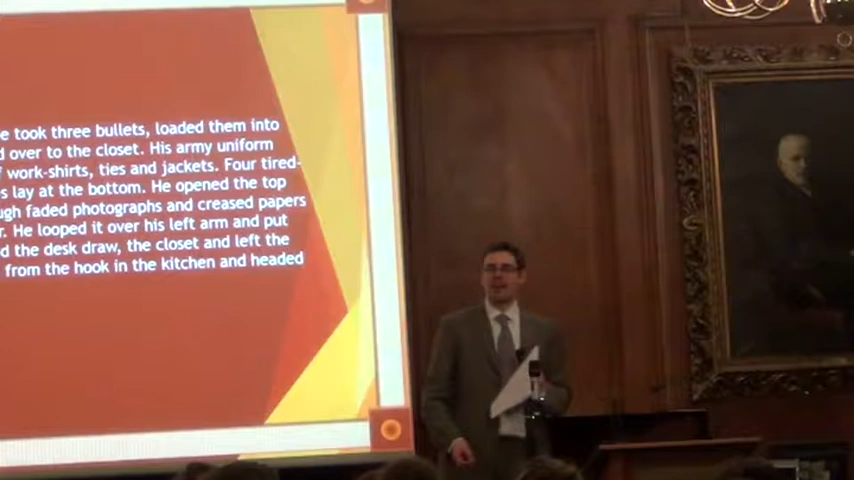 e took three bullets, loaded them into
d over to the closet. His army uniform
f work-shirts, ties and jackets. Four tired-
s lay at the bottom. He opened the top
ugh faded photographs and creased papers
r. He looped it over his left arm and put
d the desk draw, the closet and left the
from the hook in the kitchen and headed